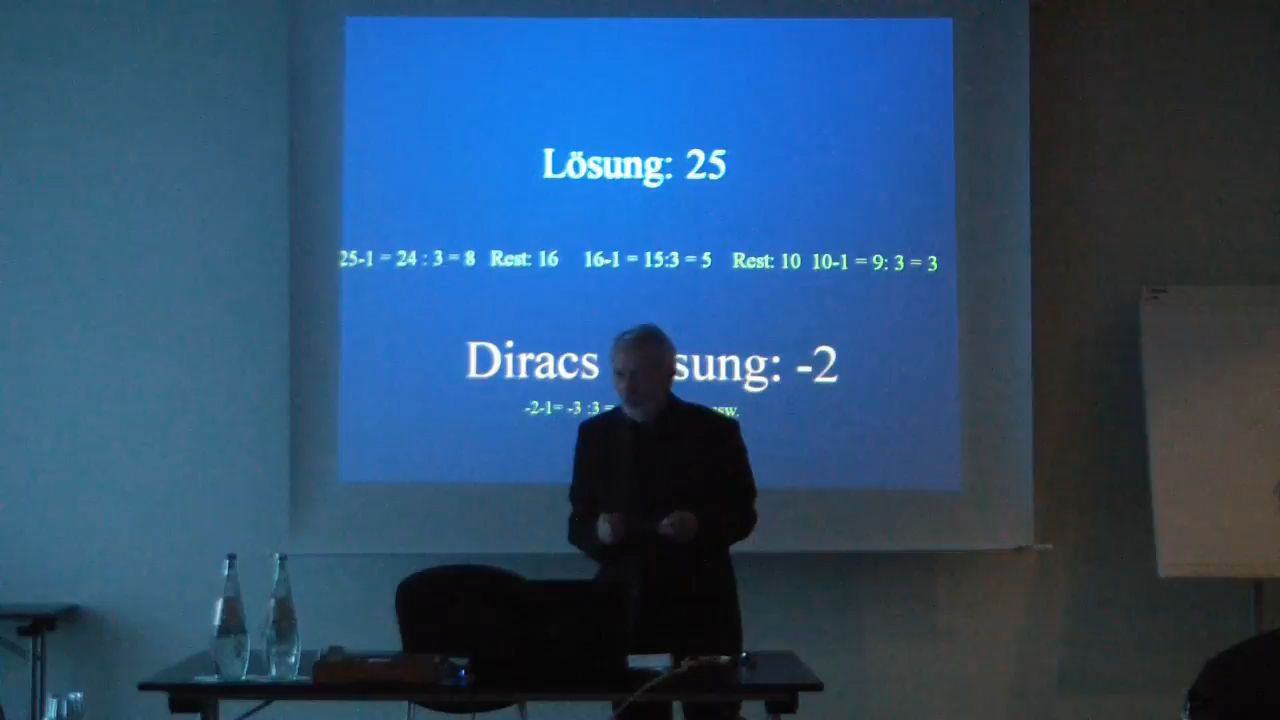 Lösung: 25
25-1 = 24 : 3 = 8 Rest: 16 16-1 = 15:3 = 5 Rest: 10 10-1 = 9: 3 = 3
Diracs sung: -2
-2-1= -3 :3 = usw.